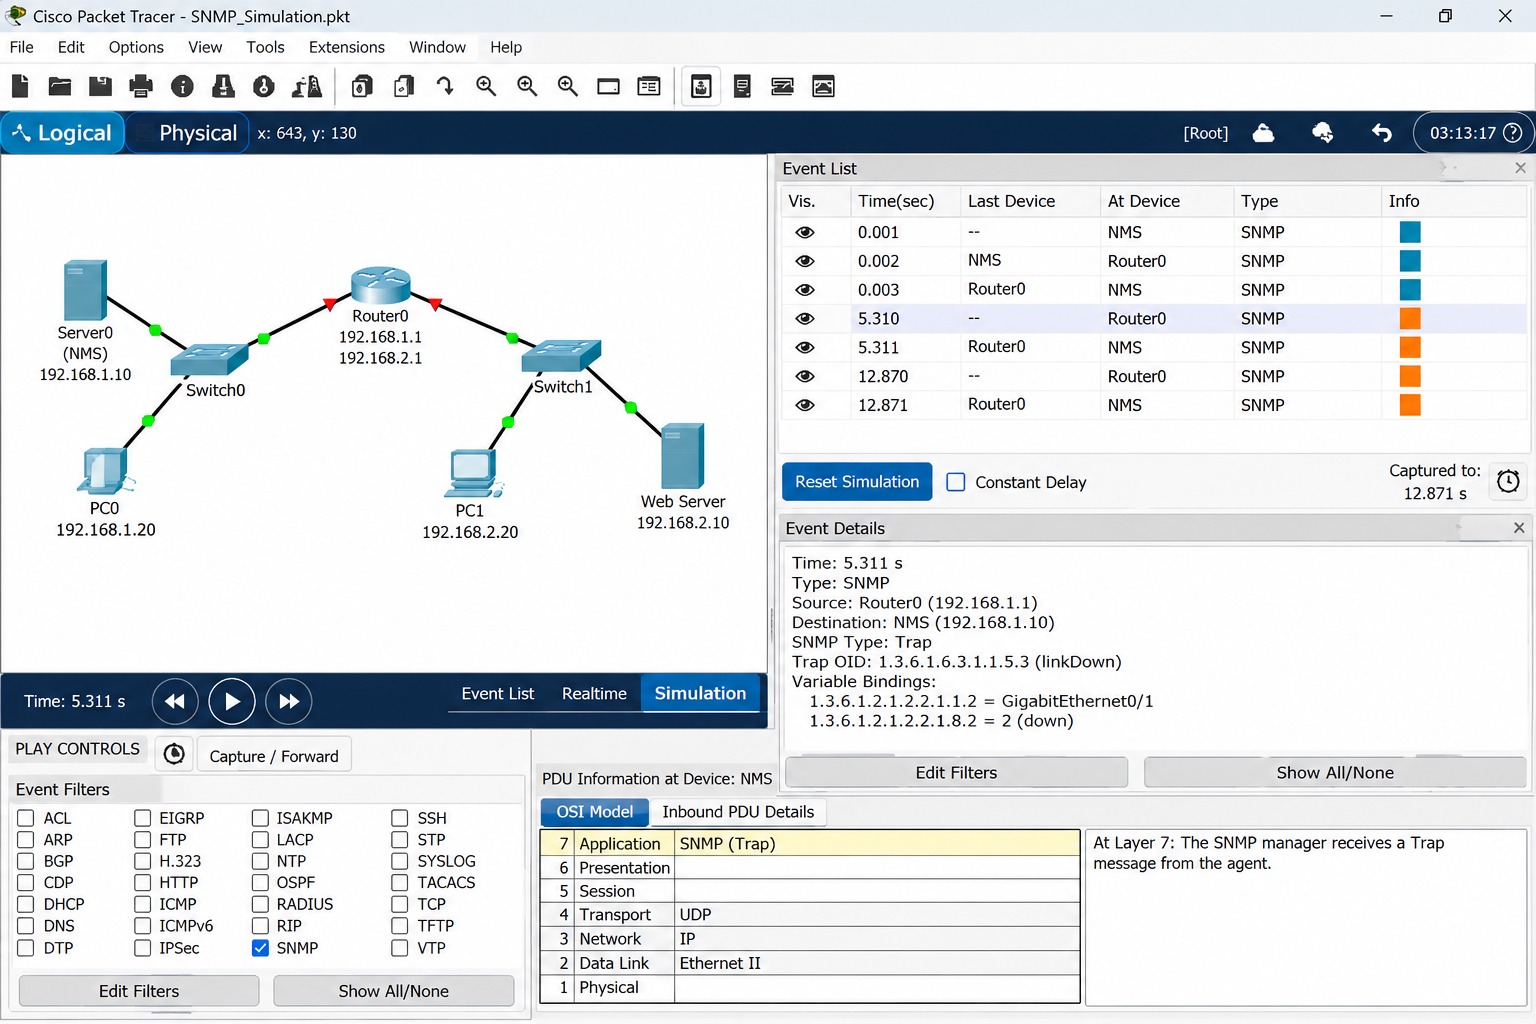 Cisco Packet Tracer - SNMP_Simulation.pkt
File Edit Options View Tools Extensions Window Help
Logical Physical x: 643, y: 130 [Root] 03:13:17
Server0
(NMS)
192.168.1.10
Switch0
Router0
192.168.1.1
192.168.2.1
Switch1
PC0
192.168.1.20
PC1
192.168.2.20
Web Server
192.168.2.10
Event List
Vis. Time(sec) Last Device At Device Type Info
0.001 -- NMS SNMP
0.002 NMS Router0 SNMP
0.003 Router0 NMS SNMP
5.310 -- Router0 SNMP
5.311 Router0 NMS SNMP
12.870 -- Router0 SNMP
12.871 Router0 NMS SNMP
Reset Simulation Constant Delay
Captured to:
12.871 s
Event Details
Time: 5.311 s
Type: SNMP
Source: Router0 (192.168.1.1)
Destination: NMS (192.168.1.10)
SNMP Type: Trap
Trap OID: 1.3.6.1.6.3.1.1.5.3 (linkDown)
Variable Bindings:
1.3.6.1.2.1.2.2.1.1.2 = GigabitEthernet0/1
1.3.6.1.2.1.2.2.1.8.2 = 2 (down)
Edit Filters Show All/None
Time: 5.311 s Event List Realtime Simulation
PLAY CONTROLS Capture / Forward
Event Filters
ACL EIGRP ISAKMP SSH
ARP FTP LACP STP
BGP H.323 NTP SYSLOG
CDP HTTP OSPF TACACS
DHCP ICMP RADIUS TCP
DNS ICMPv6 RIP TFTP
DTP IPSec SNMP VTP
Edit Filters Show All/None
PDU Information at Device: NMS
OSI Model Inbound PDU Details
7 Application SNMP (Trap)
6 Presentation
5 Session
4 Transport UDP
3 Network IP
2 Data Link Ethernet II
1 Physical
At Layer 7: The SNMP manager receives a Trap
message from the agent.